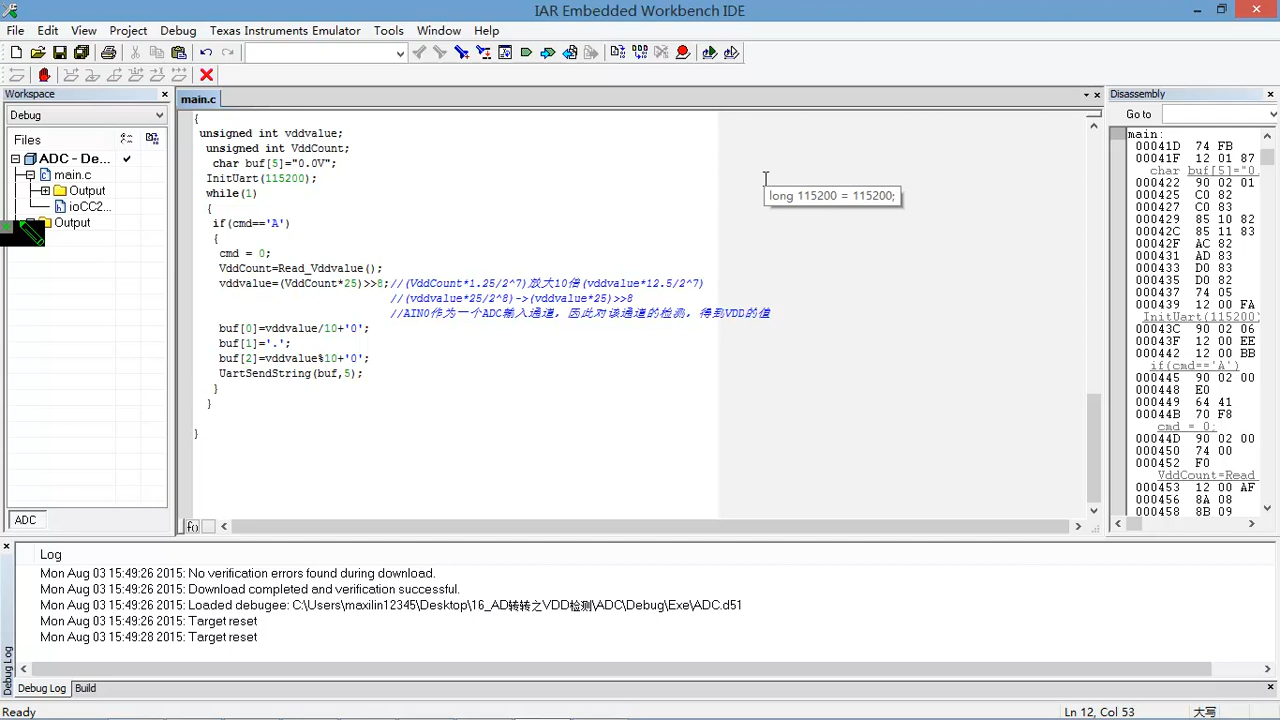 IAR Embedded Workbench IDE
File Edit View Project Debug Texas Instruments Emulator Tools Window Help
Workspace
main.c
Disassembly
Debug
Go to
Files
ADC - De...
main.c
Output
ioCC2...
Output
ADC
{
unsigned int vddvalue;
unsigned int VddCount;
char buf[5]="0.0V";
InitUart(115200);
while(1)
{
if(cmd=='A')
{
cmd = 0;
VddCount=Read_Vddvalue();
vddvalue=(VddCount*25)>>8;//(VddCount*1.25/2^7)放大10倍(vddvalue*12.5/2^7)
//(vddvalue*25/2^8)->(vddvalue*25)>>8
//AIN0作为一个ADC输入通道，因此对该通道的检测，得到VDD的值
buf[0]=vddvalue/10+'0';
buf[1]='.';
buf[2]=vddvalue%10+'0';
UartSendString(buf,5);
}
}
}
long 115200 = 115200;
main:
00041D 74 FB
00041F 12 01 87
char buf[5]="0
000422 90 02 01
000425 C0 82
000427 C0 83
000429 85 10 82
00042C 85 11 83
00042F AC 82
000431 AD 83
000433 D0 83
000435 D0 82
000437 74 05
000439 12 00 FA
InitUart(115200)
00043C 90 02 06
00043F 12 00 EE
000442 12 00 BB
if(cmd=='A')
000445 90 02 00
000448 E0
000449 64 41
00044B 70 F8
cmd = 0;
00044D 90 02 00
000450 74 00
000452 F0
VddCount=Read
000453 12 00 AF
000456 8A 08
000458 8B 09
Log
Mon Aug 03 15:49:26 2015: No verification errors found during download.
Mon Aug 03 15:49:26 2015: Download completed and verification successful.
Mon Aug 03 15:49:26 2015: Loaded debugee: C:\Users\maxilin12345\Desktop\16_AD转转之VDD检测\ADC\Debug\Exe\ADC.d51
Mon Aug 03 15:49:26 2015: Target reset
Mon Aug 03 15:49:28 2015: Target reset
Debug Log
Debug Log Build
Ready
Ln 12, Col 53
大写